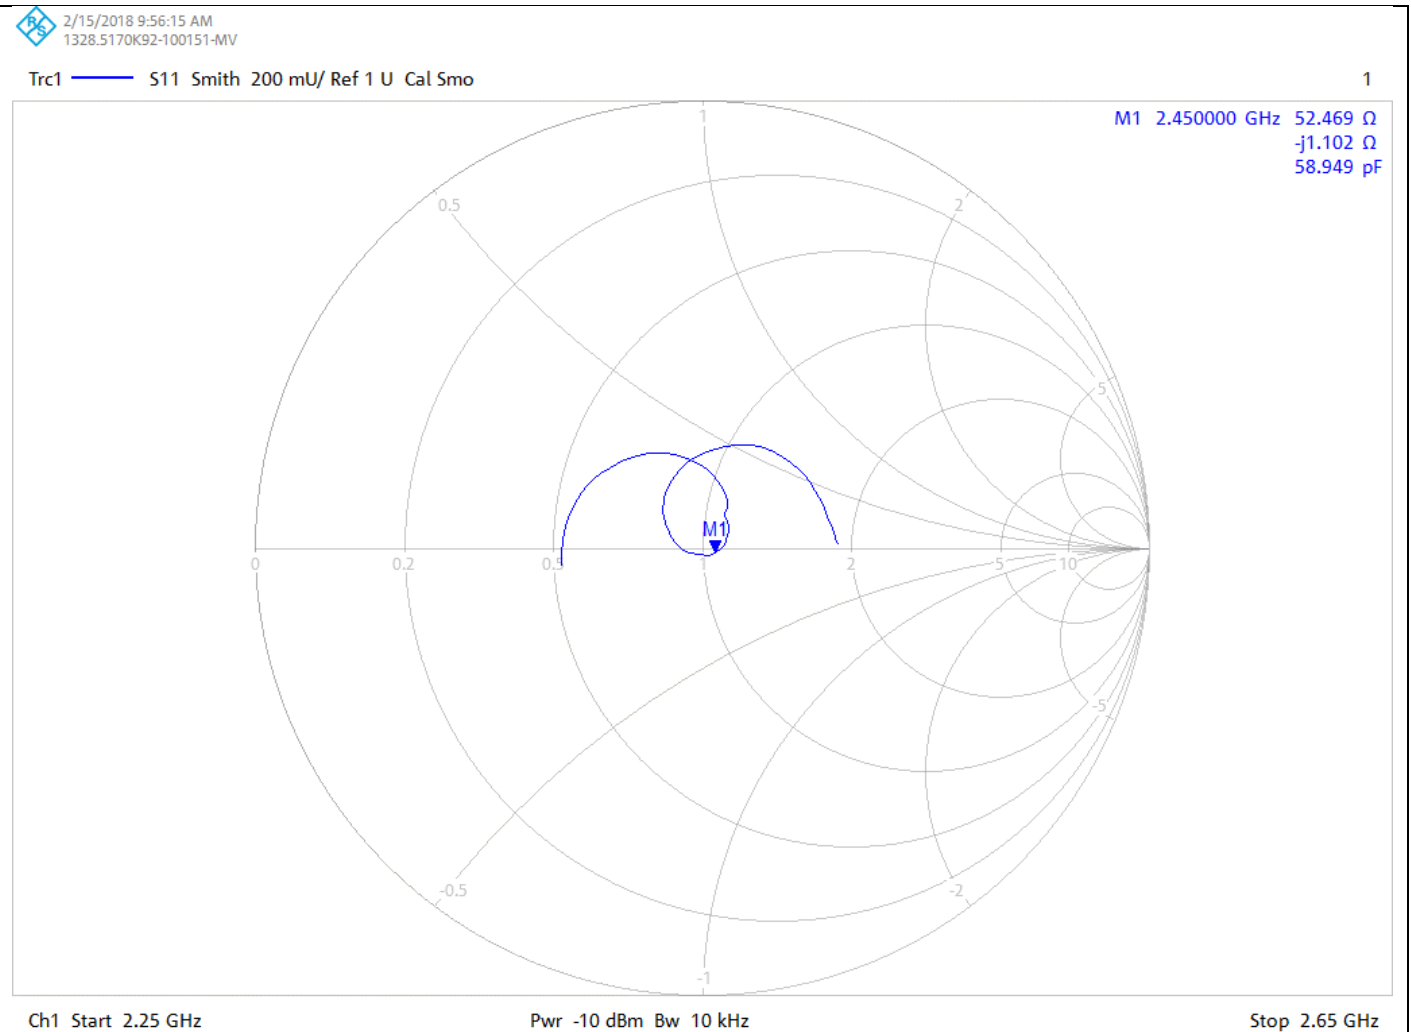 R&S
2/15/2018 9:56:15 AM
1328.5170K92-100151-MV
Trc1 S11 Smith 200 mU/ Ref 1 U Cal Smo 1
M1 2.450000 GHz 52.469 Ω
-j1.102 Ω
58.949 pF
1
0.5 2
5
M1
0 0.2 0.5 1 2 5 10
-5
-0.5 -2
-1
Ch1 Start 2.25 GHz Pwr -10 dBm Bw 10 kHz Stop 2.65 GHz